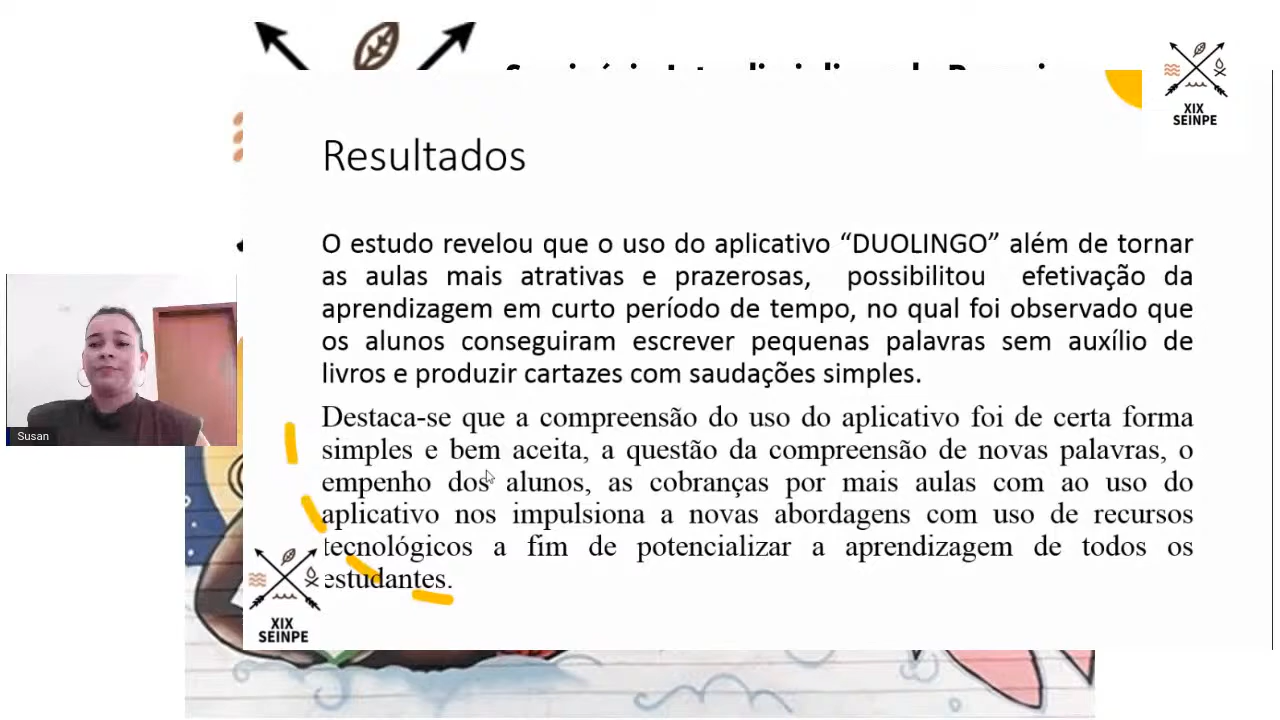 XIX
SEINPE
Resultados
O estudo revelou que o uso do aplicativo “DUOLINGO” além de tornar
as aulas mais atrativas e prazerosas, possibilitou efetivação da
aprendizagem em curto período de tempo, no qual foi observado que
os alunos conseguiram escrever pequenas palavras sem auxílio de
livros e produzir cartazes com saudações simples.
Destaca-se que a compreensão do uso do aplicativo foi de certa forma
simples e bem aceita, a questão da compreensão de novas palavras, o
empenho dos alunos, as cobranças por mais aulas com ao uso do
aplicativo nos impulsiona a novas abordagens com uso de recursos
tecnológicos a fim de potencializar a aprendizagem de todos os
estudantes.
Susan
XIX
SEINPE